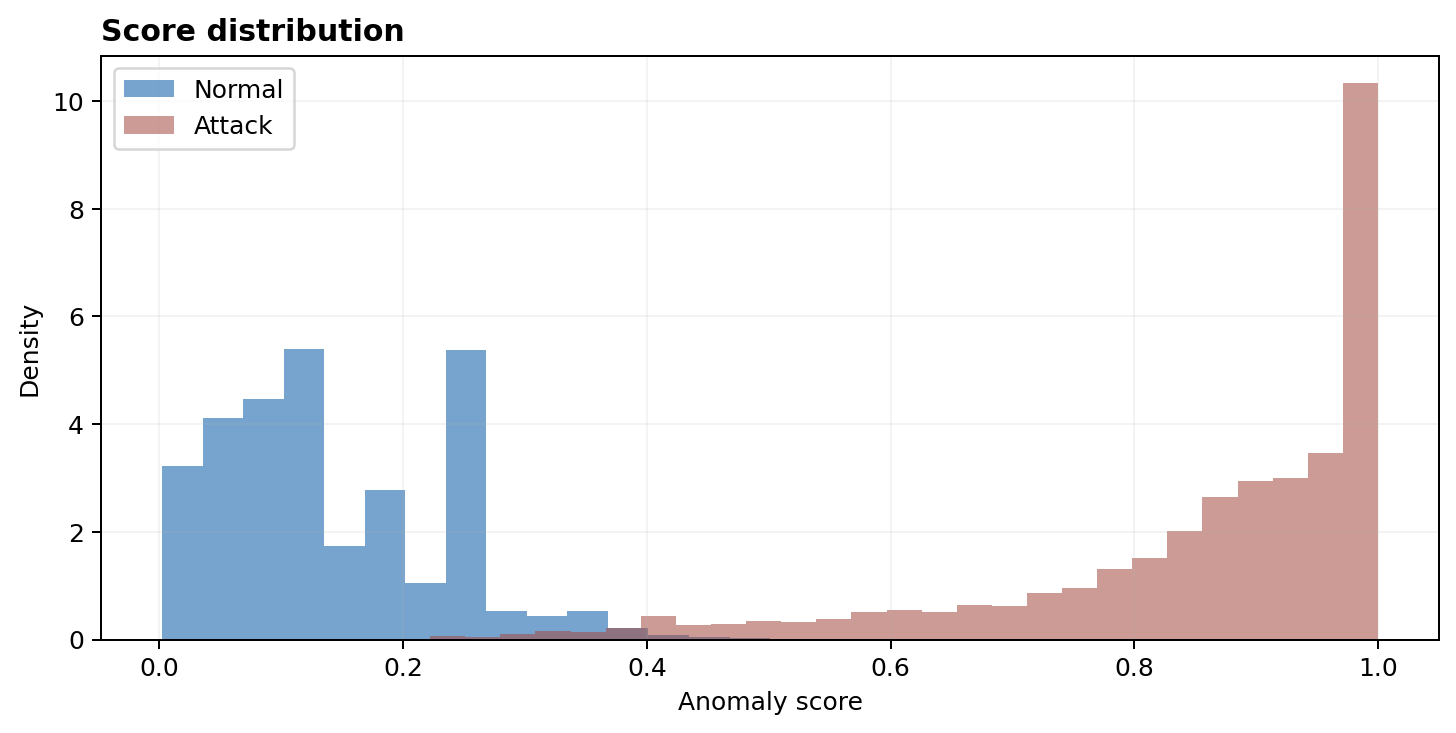 Score distribution
Normal
Attack
10
8
6
4
2
0
Density
0.0 0.2 0.4 0.6 0.8 1.0
Anomaly score